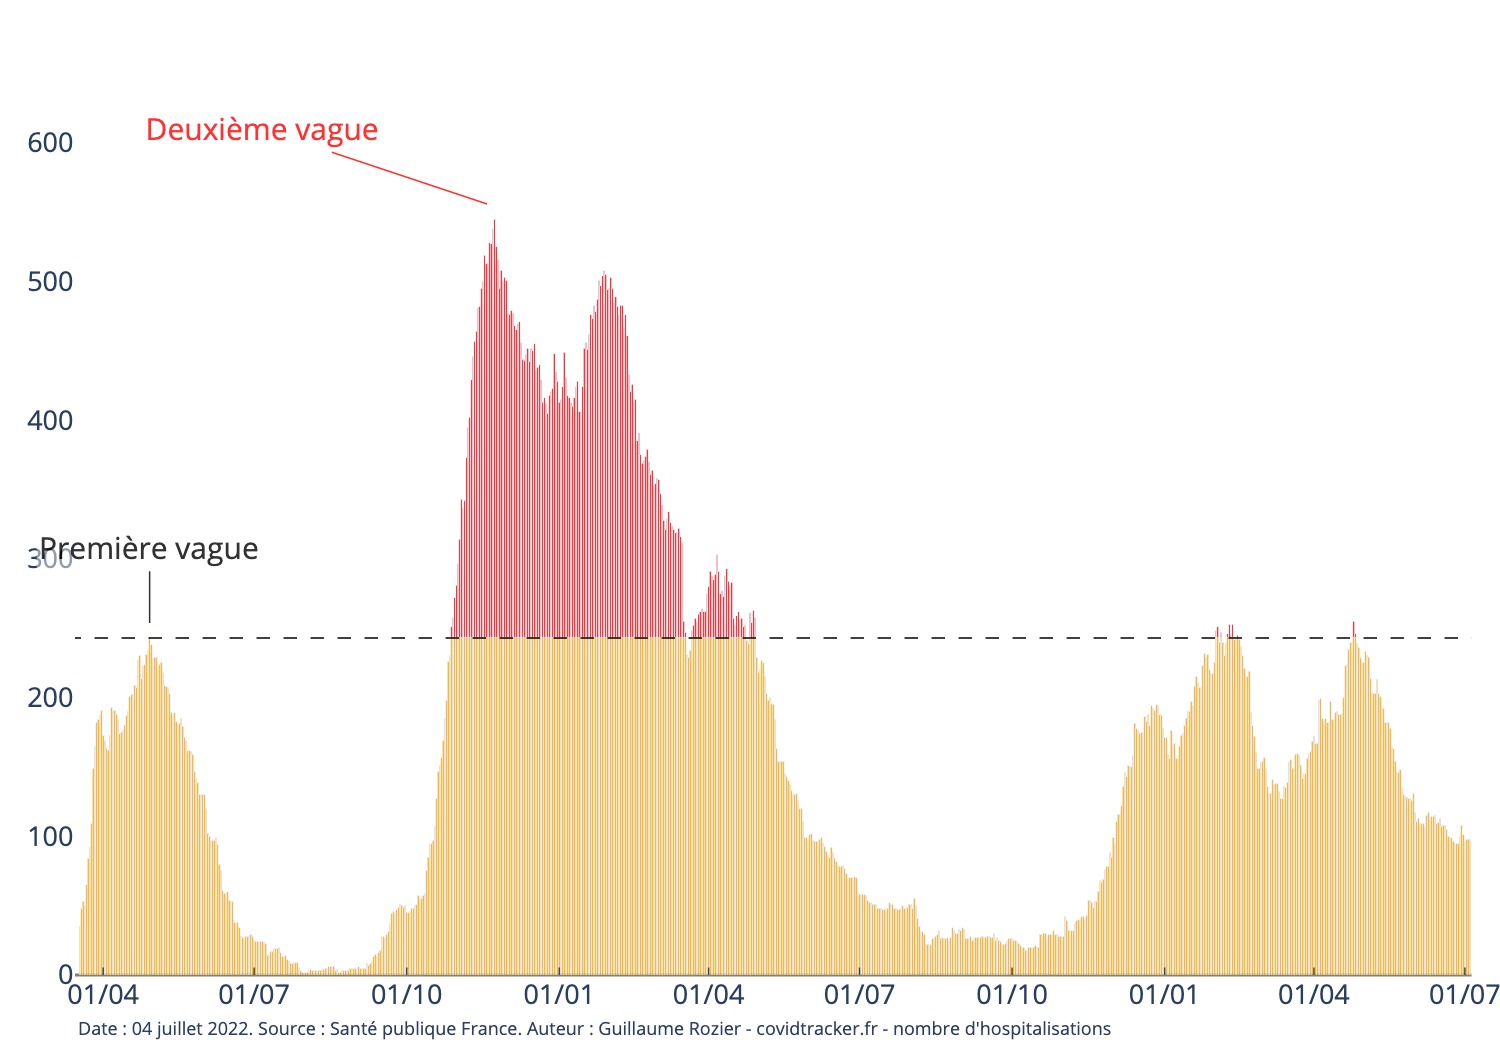 600
Deuxième vague
500
400
300
Première vague
200
100
0
01/04 01/07 01/10 01/01 01/04 01/07 01/10 01/01 01/04 01/07
Date : 04 juillet 2022. Source : Santé publique France. Auteur : Guillaume Rozier - covidtracker.fr - nombre d'hospitalisations